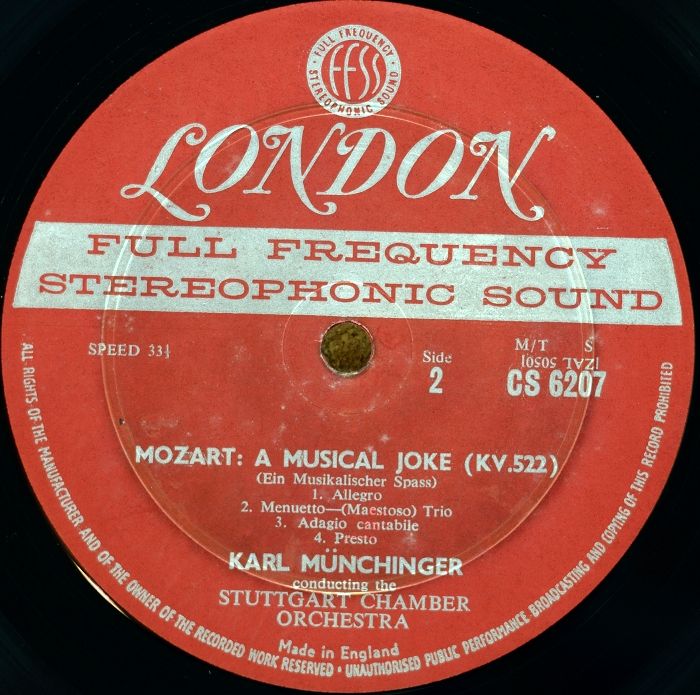 · FULL FREQUENCY ·
STEREOPHONIC SOUND
FFSS
LONDON
FULL FREQUENCY
STEREOPHONIC SOUND
SPEED 33⅓
Side
2
M/T S
[ZAL 5050]
CS 6207
MOZART: A MUSICAL JOKE (KV.522)
(Ein Musikalischer Spass)
1. Allegro
2. Menuetto—(Maestoso) Trio
3. Adagio cantabile
4. Presto
KARL MÜNCHINGER
conducting the
STUTTGART CHAMBER
ORCHESTRA
Made in England
ALL RIGHTS OF THE MANUFACTURER AND OF THE OWNER OF THE RECORDED WORK RESERVED · UNAUTHORISED PUBLIC PERFORMANCE BROADCASTING AND COPYING OF THIS RECORD PROHIBITED